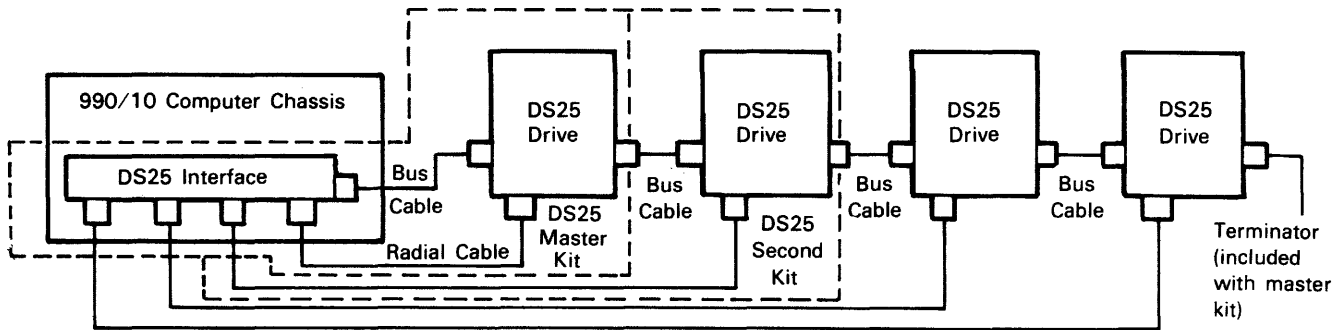 990/10 Computer Chassis
DS25 Interface
Bus
Cable
Radial Cable
DS25
Drive
DS25
Master
Kit
Bus
Cable
DS25
Drive
DS25
Second
Kit
Bus
Cable
DS25
Drive
Bus
Cable
DS25
Drive
Terminator
(included
with master
kit)